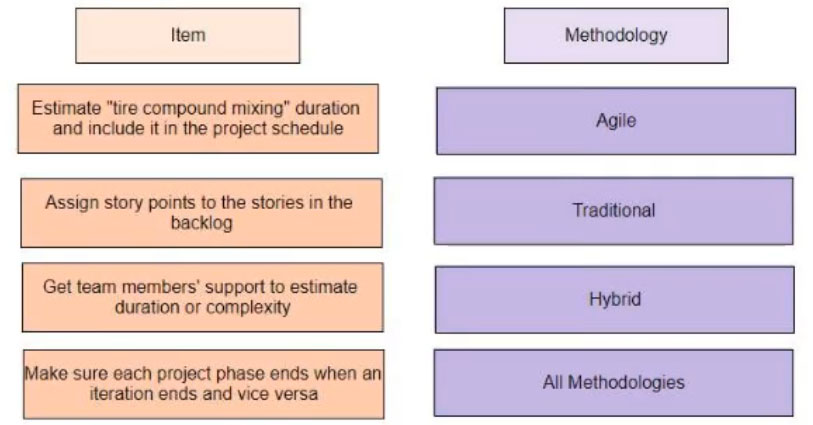 Item
Methodology
Estimate "tire compound mixing" duration
and include it in the project schedule
Agile
Assign story points to the stories in the
backlog
Traditional
Get team members' support to estimate
duration or complexity
Hybrid
Make sure each project phase ends when an
iteration ends and vice versa
All Methodologies